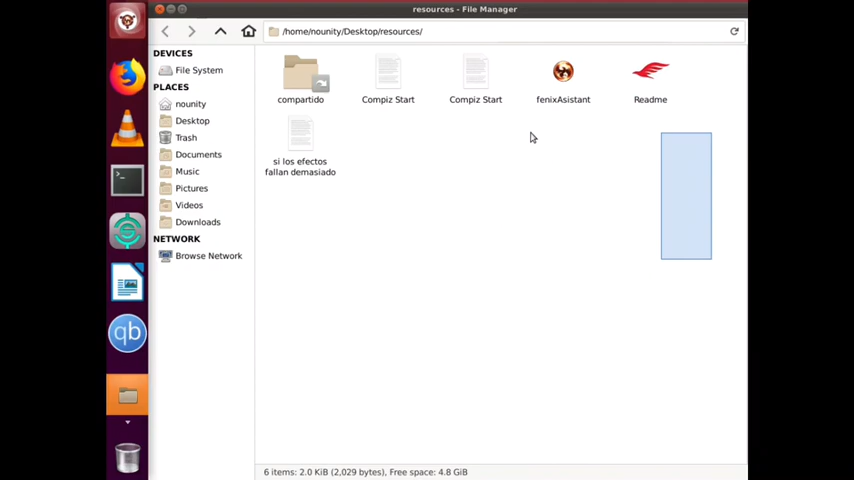 resources - File Manager
/home/nounity/Desktop/resources/
DEVICES
File System
PLACES
nounity
Desktop
Trash
Documents
Music
Pictures
Videos
Downloads
NETWORK
Browse Network
compartido
Compiz Start
Compiz Start
fenixAsistant
Readme
si los efectos
fallan demasiado
qb
6 items: 2.0 KiB (2,029 bytes), Free space: 4.8 GiB